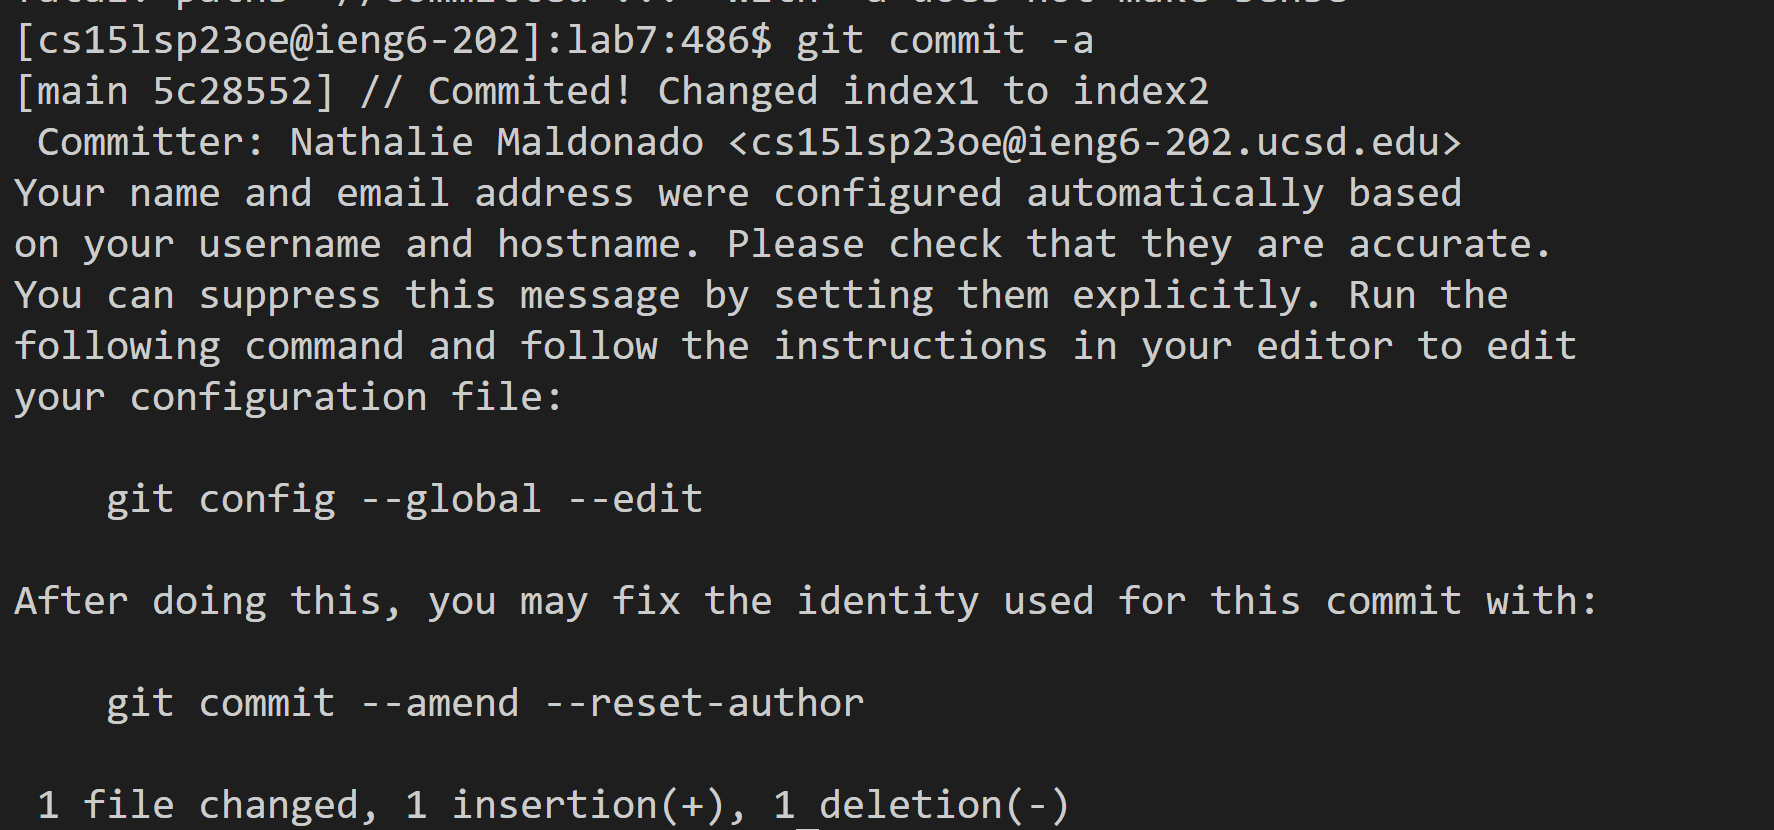 [cs15lsp23oe@ieng6-202]:lab7:486$ git commit -a
[main 5c28552] // Commited! Changed index1 to index2
Committer: Nathalie Maldonado <cs15lsp23oe@ieng6-202.ucsd.edu>
Your name and email address were configured automatically based
on your username and hostname. Please check that they are accurate.
You can suppress this message by setting them explicitly. Run the
following command and follow the instructions in your editor to edit
your configuration file:
git config --global --edit
After doing this, you may fix the identity used for this commit with:
git commit --amend --reset-author
1 file changed, 1 insertion(+), 1 deletion(-)